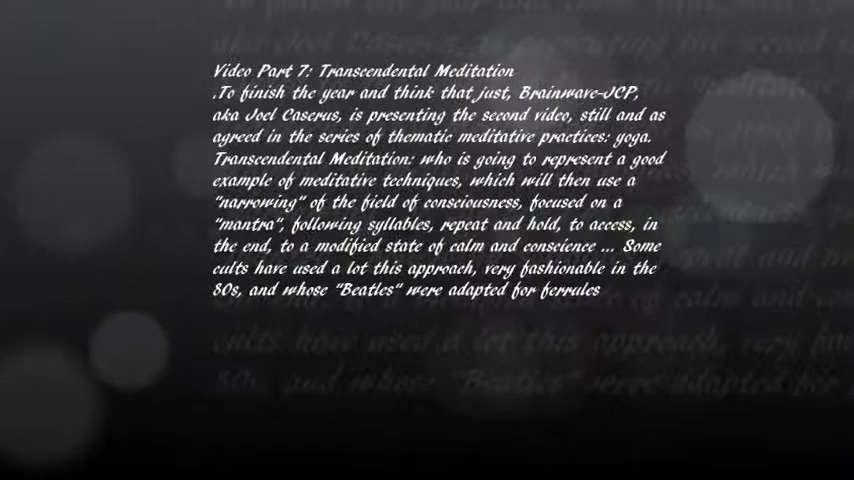 Video Part 7: Transcendental Meditation
.To finish the year and think that just, Brainwave-JCP,
aka Joel Caserus, is presenting the second video, still and as
agreed in the series of thematic meditative practices: yoga.
Transcendental Meditation: who is going to represent a good
example of meditative techniques, which will then use a
"narrowing" of the field of consciousness, focused on a
"mantra", following syllables, repeat and hold, to access, in
the end, to a modified state of calm and conscience ... Some
cults have used a lot this approach, very fashionable in the
80s, and whose "Beatles" were adapted for ferrules